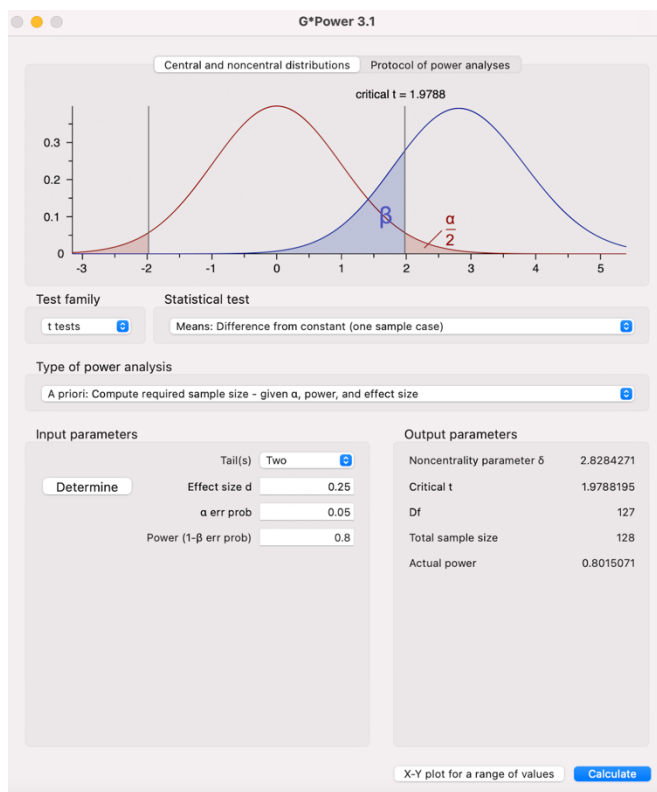 G*Power 3.1
Central and noncentral distributions Protocol of power analyses
critical t = 1.9788
0.3
0.2
0.1
0
β
α
2
-3 -2 -1 0 1 2 3 4 5
Test family Statistical test
t tests Means: Difference from constant (one sample case)
Type of power analysis
A priori: Compute required sample size - given α, power, and effect size
Input parameters Output parameters
Tail(s) Two Noncentrality parameter δ 2.8284271
Determine Effect size d 0.25 Critical t 1.9788195
α err prob 0.05 Df 127
Power (1-β err prob) 0.8 Total sample size 128
Actual power 0.8015071
X-Y plot for a range of values Calculate